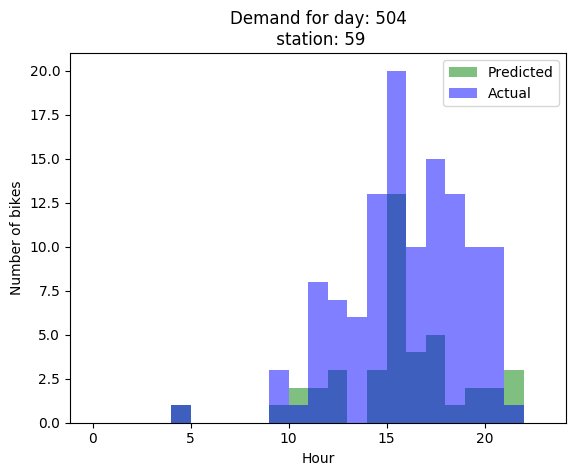 Demand for day: 504
station: 59
Predicted
Actual
20.0
17.5
15.0
12.5
10.0
7.5
5.0
2.5
0.0
Number of bikes
0 5 10 15 20
Hour